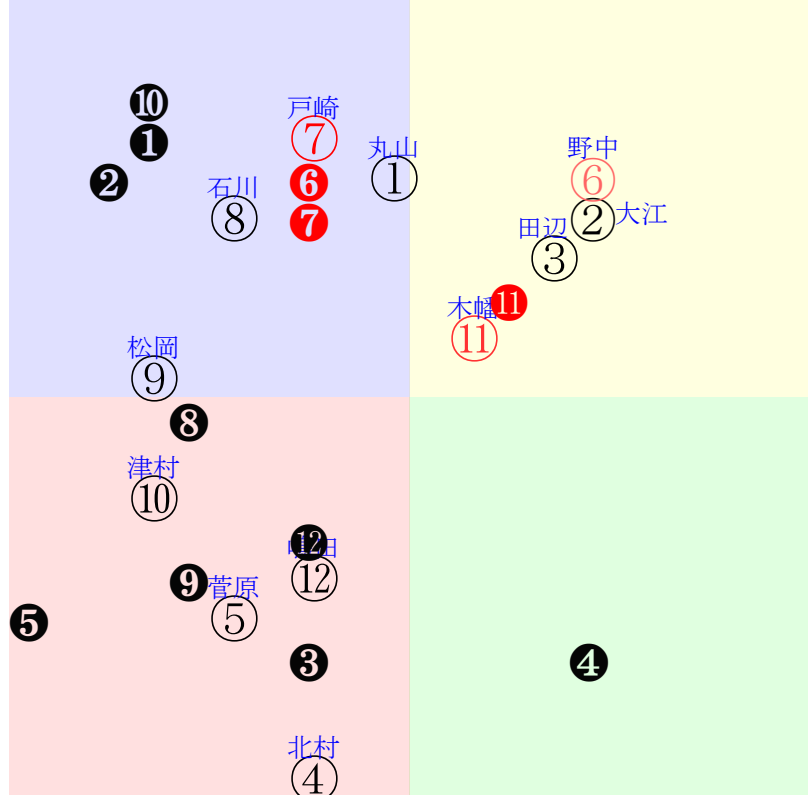 ❿
戸崎
⑦
❶
丸山
①
野中
⑥
❷
石川
⑧
❻
❼
大江
②
田辺
③
木幡
⓫
⑪
松岡
⑨
❽
津村
⑩
⓬
⑫
❾
菅原
⑤
❺
❸
❹
北村
④